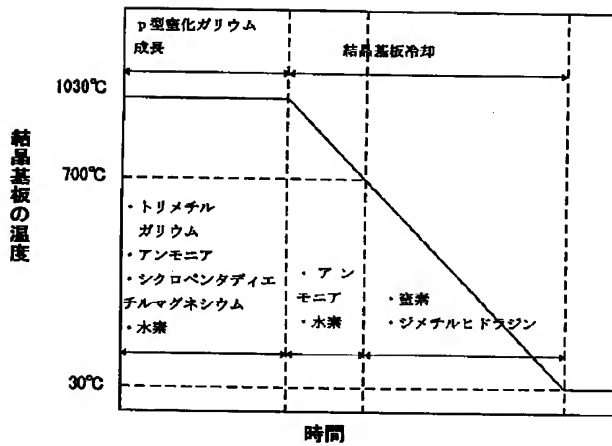 p型窒化ガリウム
成長
結晶基板冷却
1030℃
700℃
30℃
結晶基板の温度
・トリメチル
ガリウム
・アンモニア
・シクロペンタディエ
チルマグネシウム
・水素
・アン
モニア
・水素
・窒素
・ジメチルヒドラジン
時間